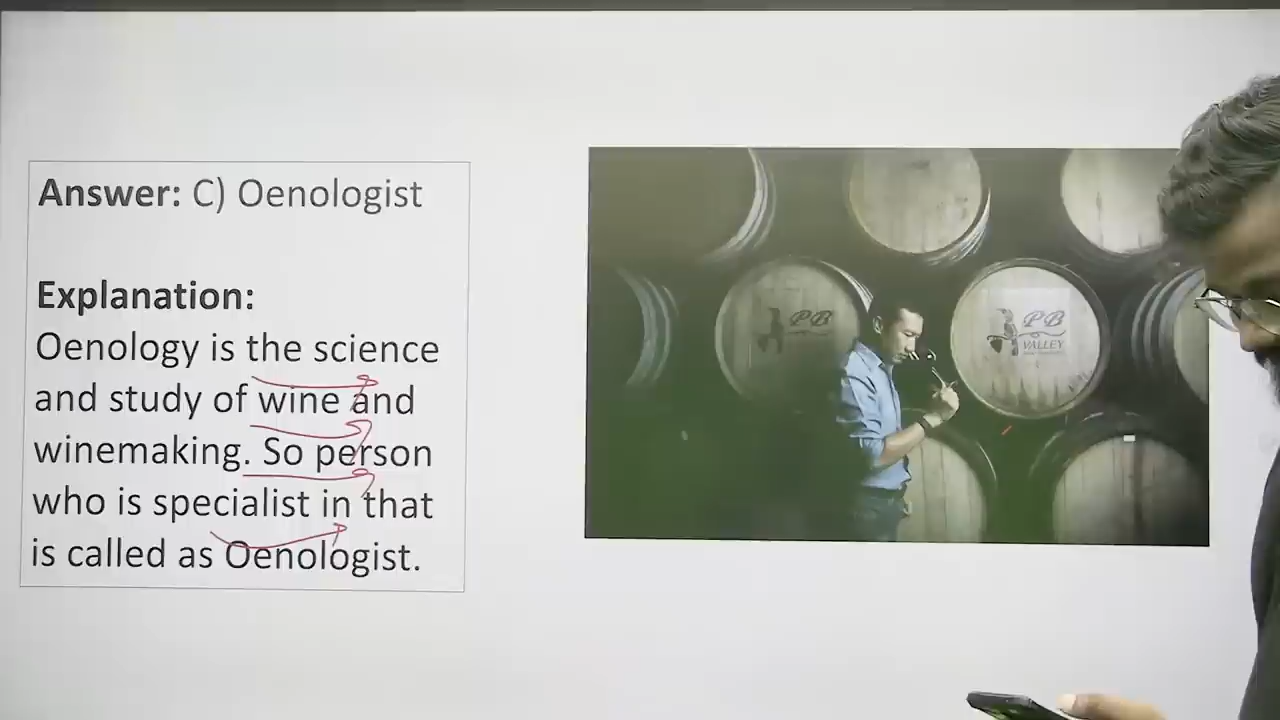 Answer: C) Oenologist
Explanation:
Oenology is the science
and study of wine and
winemaking. So person
who is specialist in that
is called as Oenologist.
PB
PB
VALLEY